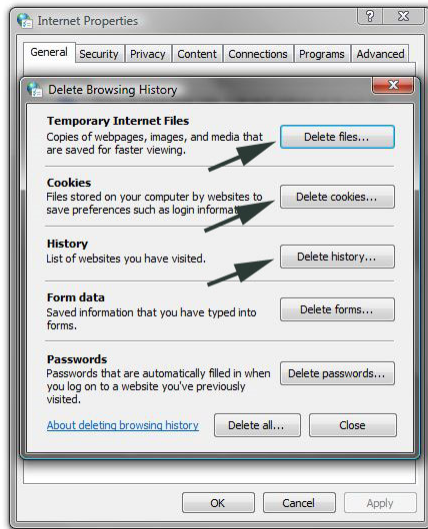 Internet Properties
General Security Privacy Content Connections Programs Advanced
Delete Browsing History
Temporary Internet Files
Copies of webpages, images, and media that
are saved for faster viewing.
Delete files...
Cookies
Files stored on your computer by websites to
save preferences such as login
Delete cookies...
History
List of websites you have visited.
Delete history...
Form data
Saved information that you have typed into
forms.
Delete forms...
Passwords
Passwords that are automatically filled in when
you log on to a website you've previously
visited.
Delete passwords...
About deleting browsing history Delete all... Close
OK Cancel Apply